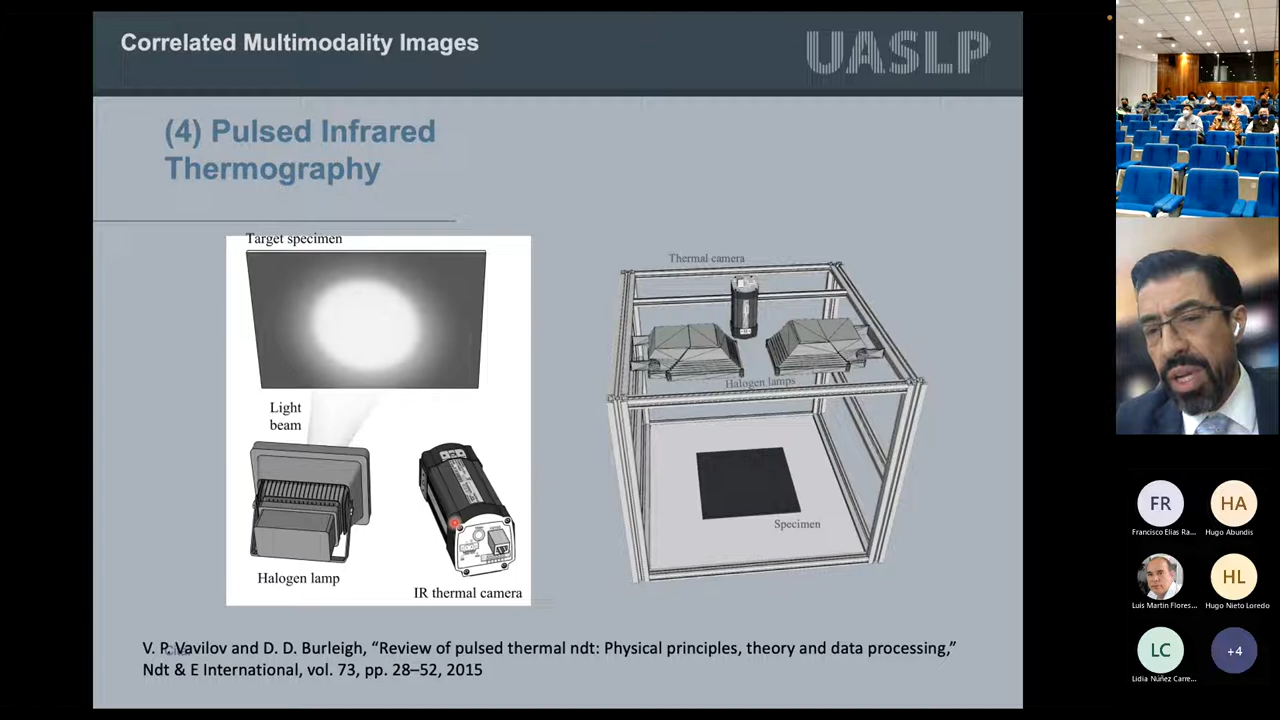 Correlated Multimodality Images
UASLP
(4) Pulsed Infrared
Thermography
Target specimen
Light
beam
Halogen lamp
IR thermal camera
Thermal camera
Halogen lamps
Specimen
V. P. Vavilov and D. D. Burleigh, “Review of pulsed thermal ndt: Physical principles, theory and data processing,”
Ndt & E International, vol. 73, pp. 28–52, 2015
FR
HA
Francisco Elias Ra...
Hugo Abundis
Luis Martin Flores...
HL
Hugo Nieto Loredo
LC
+4
Lidia Núñez Carre...